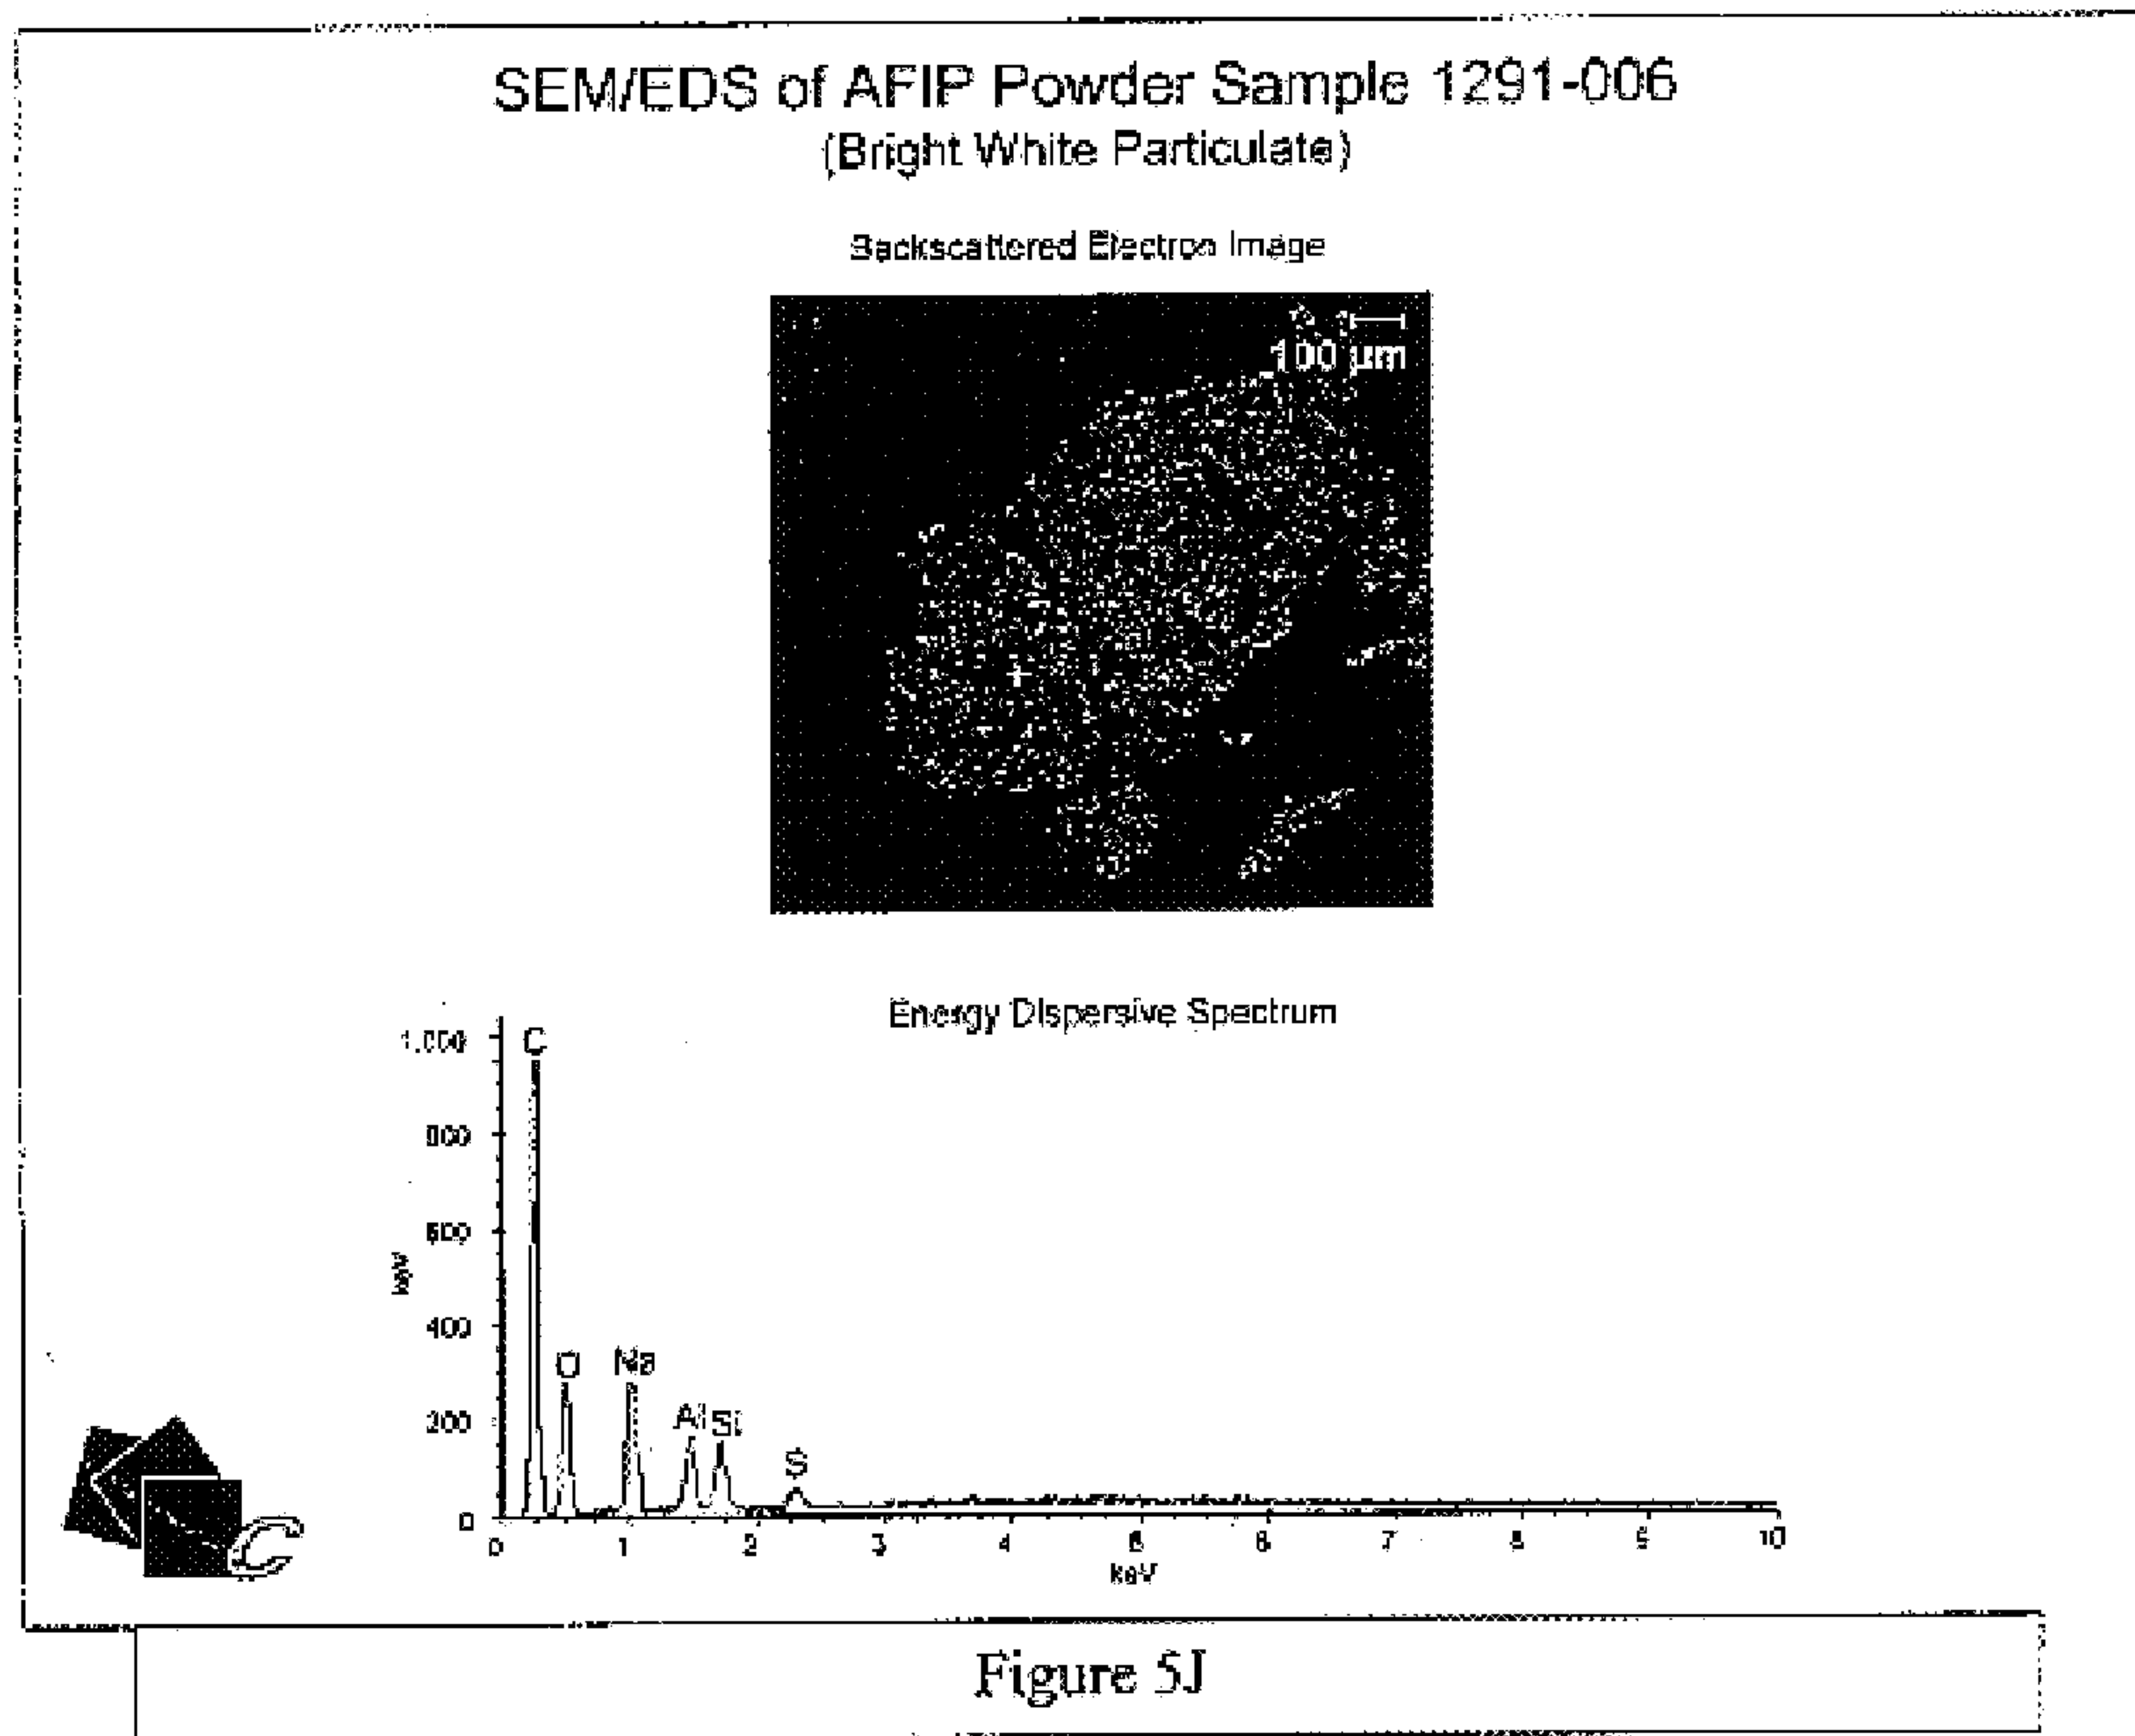 SEM/EDS of AFIP Powder Sample 1291-006
(Bright White Particulate)
Backscattered Electron Image
100 µm
Energy Dispersive Spectrum
1,000
800
600
400
200
0
keV
C
O
Na
Al
Si
S
0 1 2 3 4 5 6 7 8 9 10
keV
C
Figure 5J